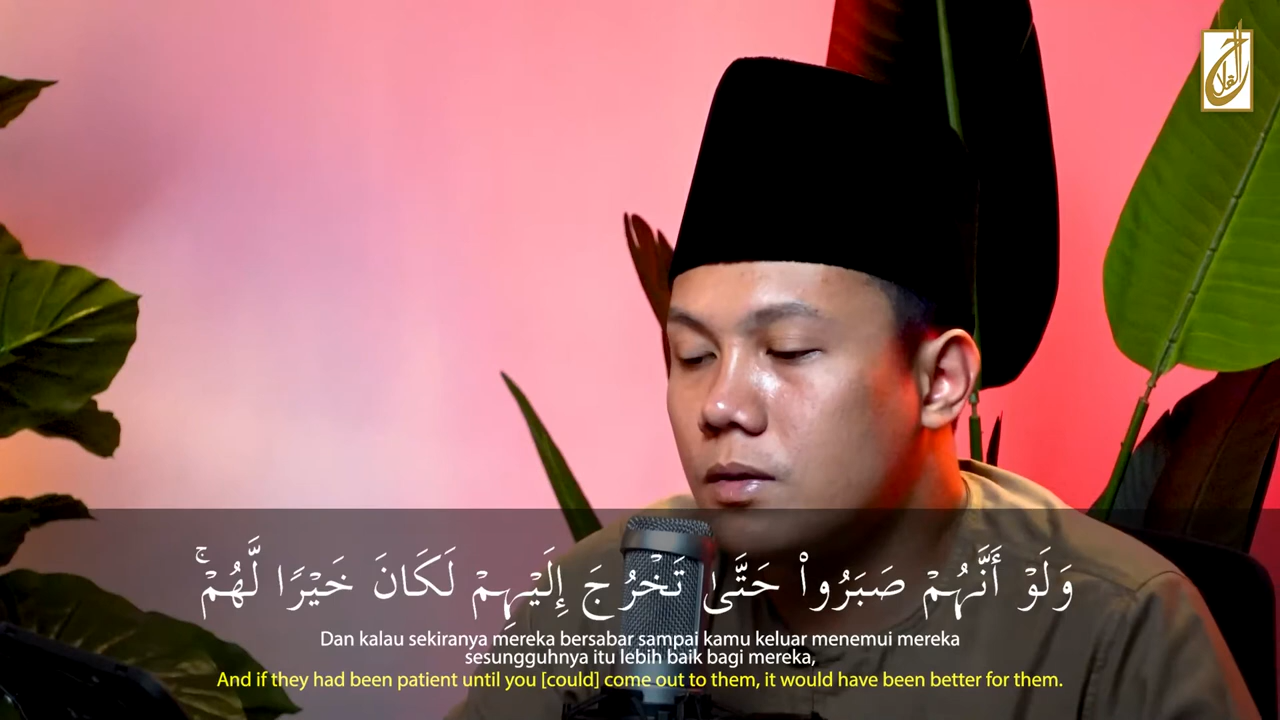 الفلاح
وَلَوْ أَنَّهُمْ صَبَرُوا۟ حَتَّىٰ تَخْرُجَ إِلَيْهِمْ لَكَانَ خَيْرًا لَّهُمْ ۚ
Dan kalau sekiranya mereka bersabar sampai kamu keluar menemui mereka
sesungguhnya itu lebih baik bagi mereka,
And if they had been patient until you [could] come out to them, it would have been better for them.